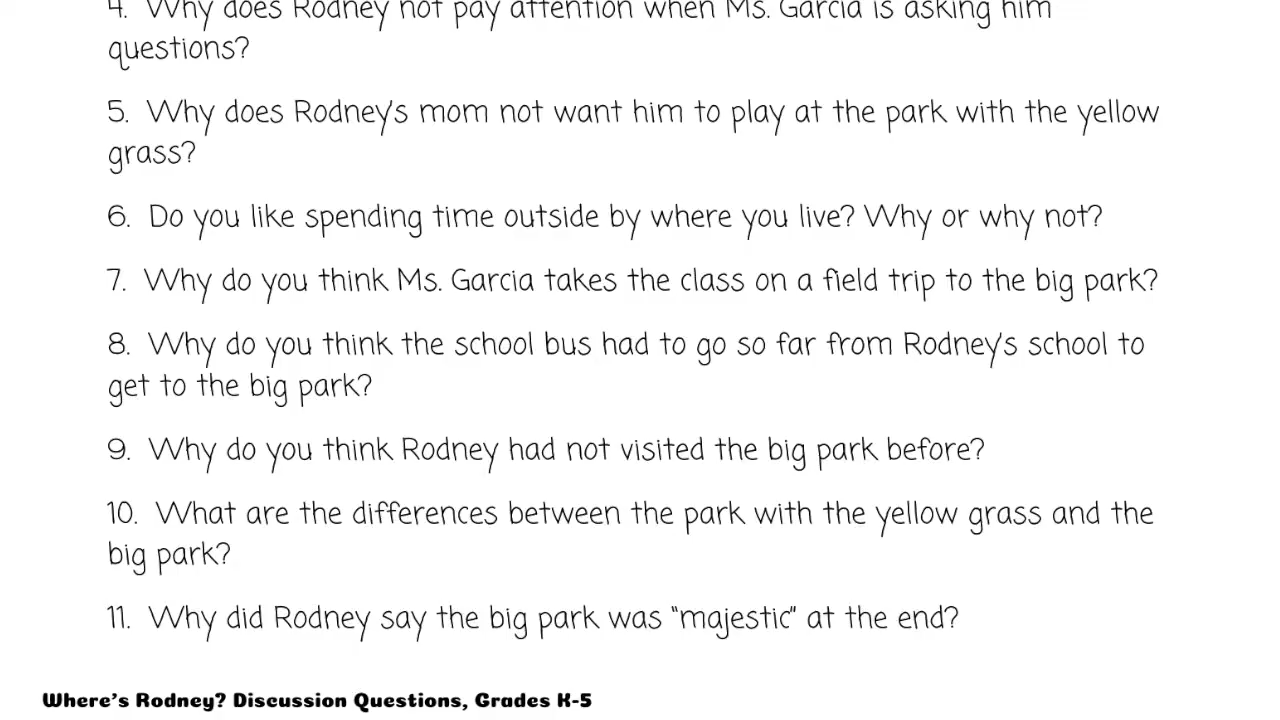 4. Why does Rodney not pay attention when Ms. Garcia is asking him
questions?
5. Why does Rodney's mom not want him to play at the park with the yellow
grass?
6. Do you like spending time outside by where you live? Why or why not?
7. Why do you think Ms. Garcia takes the class on a field trip to the big park?
8. Why do you think the school bus had to go so far from Rodney's school to
get to the big park?
9. Why do you think Rodney had not visited the big park before?
10. What are the differences between the park with the yellow grass and the
big park?
11. Why did Rodney say the big park was "majestic" at the end?
Where's Rodney? Discussion Questions, Grades K-5